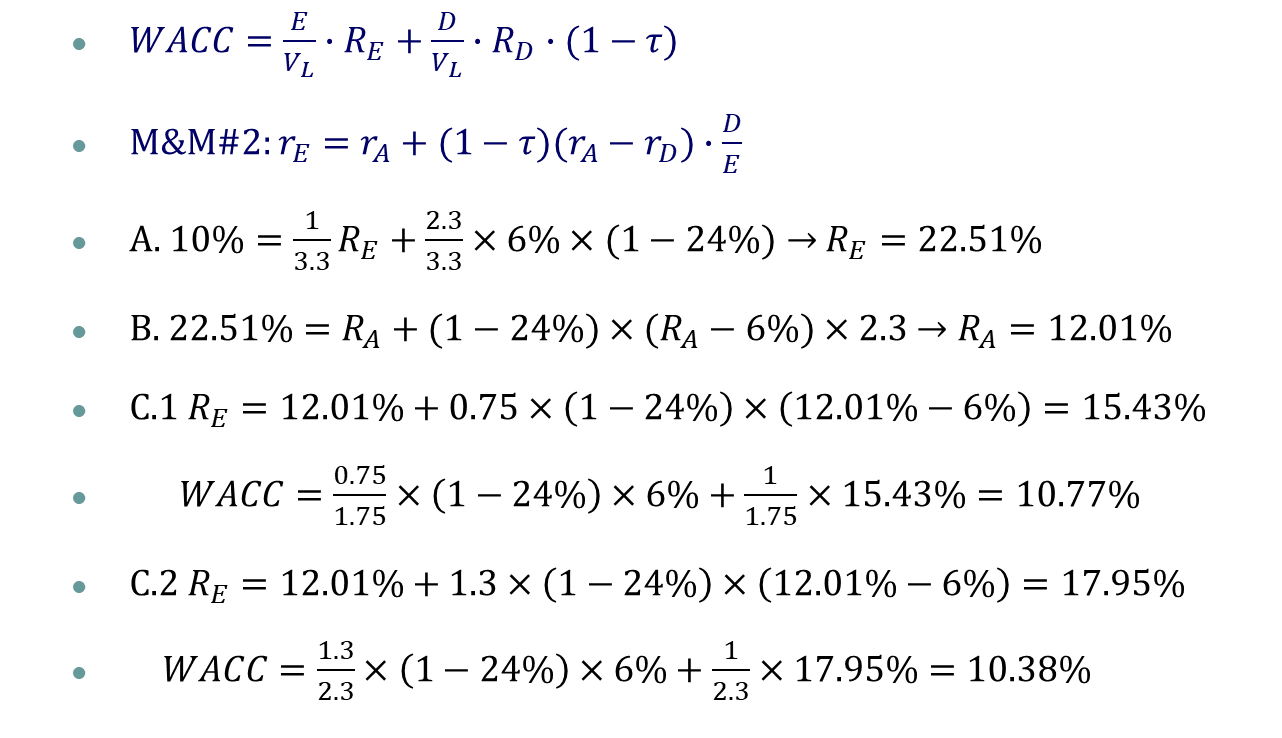 • WACC = E/V_L · R_E + D/V_L · R_D · (1 − τ)
• M&M#2: r_E = r_A + (1 − τ)(r_A − r_D) · D/E
• A. 10% = 1/3.3 R_E + 2.3/3.3 × 6% × (1 − 24%) → R_E = 22.51%
• B. 22.51% = R_A + (1 − 24%) × (R_A − 6%) × 2.3 → R_A = 12.01%
• C.1 R_E = 12.01% + 0.75 × (1 − 24%) × (12.01% − 6%) = 15.43%
• WACC = 0.75/1.75 × (1 − 24%) × 6% + 1/1.75 × 15.43% = 10.77%
• C.2 R_E = 12.01% + 1.3 × (1 − 24%) × (12.01% − 6%) = 17.95%
• WACC = 1.3/2.3 × (1 − 24%) × 6% + 1/2.3 × 17.95% = 10.38%